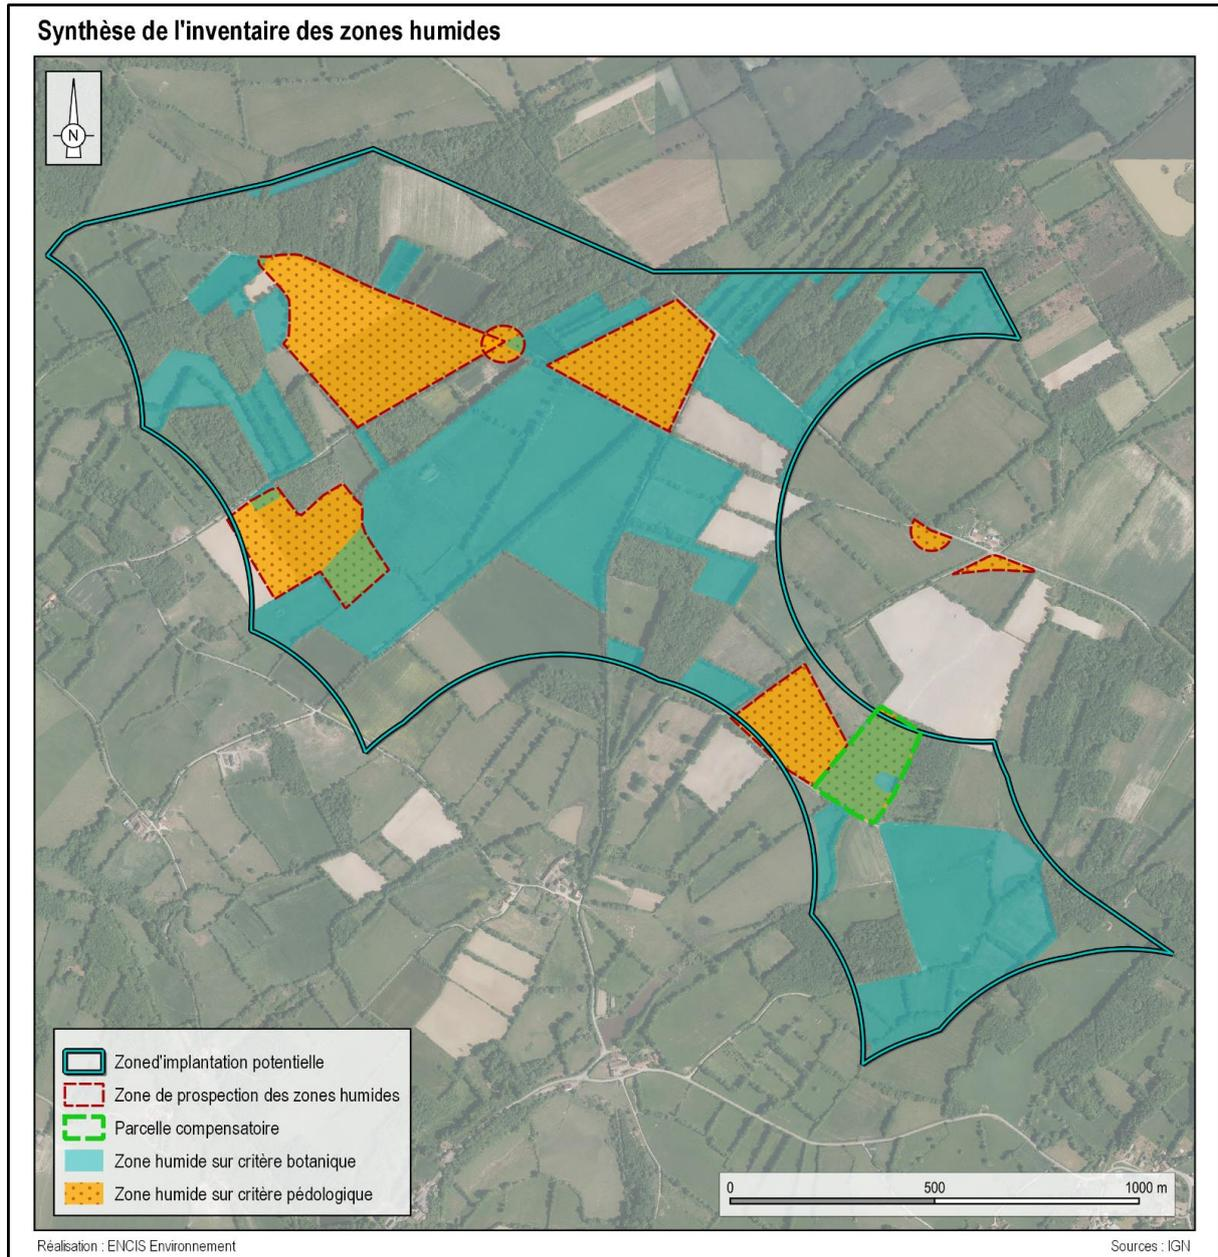 Synthèse de l'inventaire des zones humides
N
Zoned'implantation potentielle
Zone de prospection des zones humides
Parcelle compensatoire
Zone humide sur critère botanique
Zone humide sur critère pédologique
0 500 1000 m
Réalisation : ENCIS Environnement
Sources : IGN